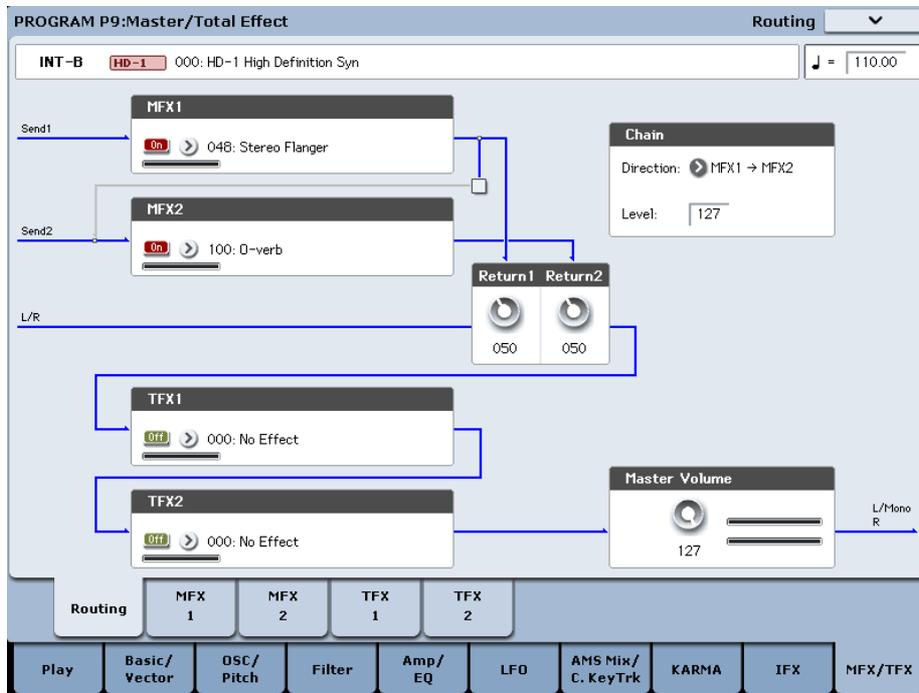 PROGRAM P9:Master/Total Effect Routing
INT-B HD-1 000: HD-1 High Definition Syn ♩ = 110.00
MFX1
Send1
On 048: Stereo Flanger
Chain
Direction: MFX1 → MFX2
Level: 127
MFX2
Send2
On 100: O-verb
Return1 Return2
L/R
050 050
TFX1
Off 000: No Effect
TFX2
Off 000: No Effect
Master Volume
127
L/Mono
R
Routing
MFX
1
MFX
2
TFX
1
TFX
2
Play
Basic/
Vector
OSC/
Pitch
Filter
Amp/
EQ
LFO
AMS Mix/
C. KeyTrk
KARMA
IFX
MFX/TFX